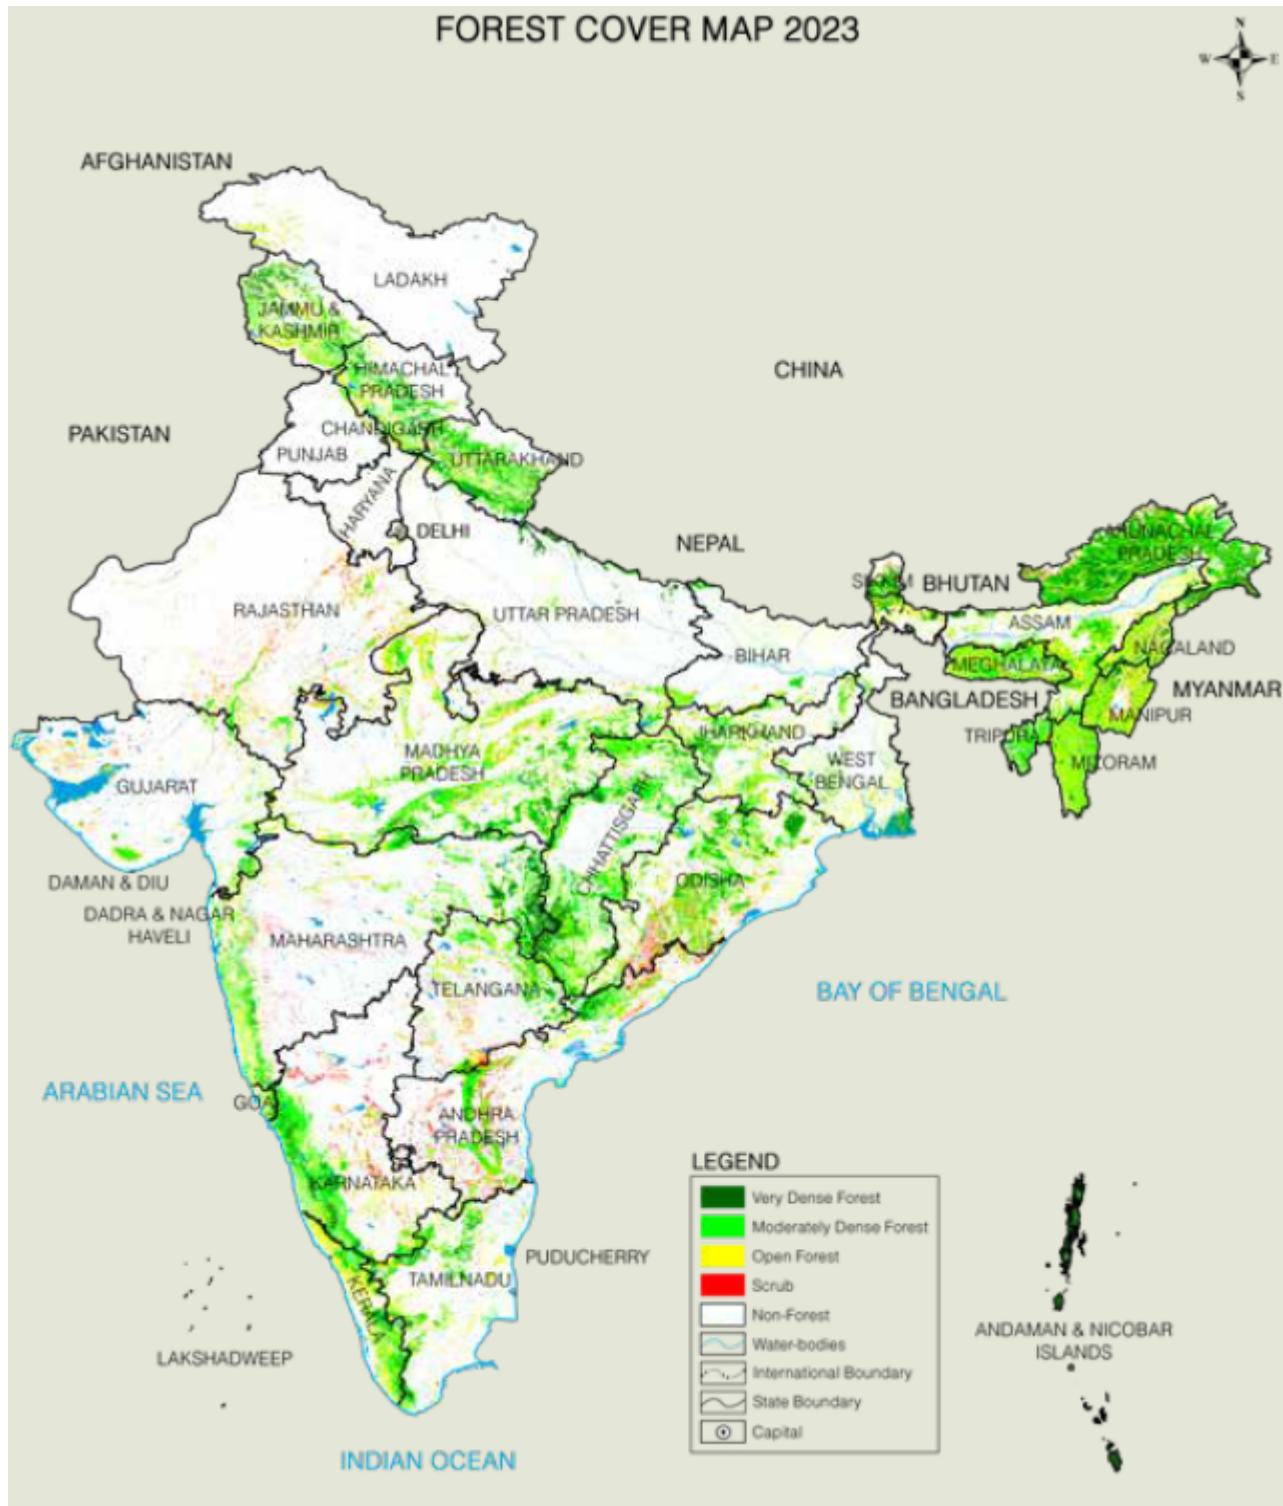 FOREST COVER MAP 2023
N
W
E
S
AFGHANISTAN
LADAKH
JAMMU &
KASHMIR
HIMACHAL
PRADESH
CHINA
PAKISTAN
CHANDIGARH
PUNJAB
UTTARAKHAND
HARYANA
DELHI
NEPAL
ARUNACHAL
PRADESH
SIKKIM
BHUTAN
RAJASTHAN
UTTAR PRADESH
ASSAM
BIHAR
NAGALAND
MEGHALAYA
BANGLADESH
MYANMAR
MANIPUR
JHARKHAND
TRIPURA
MADHYA
PRADESH
WEST
BENGAL
MIZORAM
GUJARAT
CHHATTISGARH
DAMAN & DIU
ODISHA
DADRA & NAGAR
HAVELI
MAHARASHTRA
TELANGANA
BAY OF BENGAL
ARABIAN SEA
GOA
ANDHRA
PRADESH
KARNATAKA
PUDUCHERRY
TAMILNADU
KERALA
LAKSHADWEEP
INDIAN OCEAN
LEGEND
Very Dense Forest
Moderately Dense Forest
Open Forest
Scrub
Non-Forest
Water-bodies
International Boundary
State Boundary
Capital
ANDAMAN & NICOBAR
ISLANDS